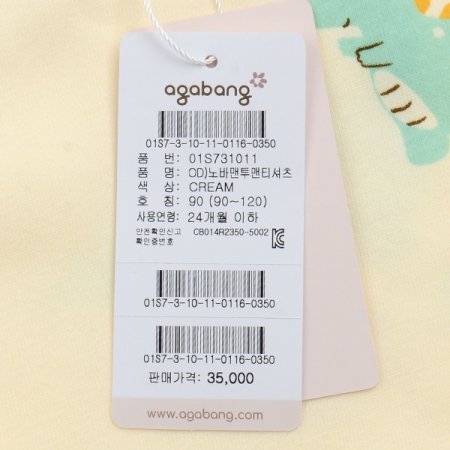 agabang
01S7-3-10-11-0116-0350
품 번: 01S731011
품 명: OD)노바맨투맨티셔츠
색 상: CREAM
호 칭: 90 (90~120)
사용연령: 24개월 이하
안전확인신고 CB014R2350-5002
확인증번호
01S7-3-10-11-0116-0350
01S7-3-10-11-0116-0350
판매가격: 35,000
www.agabang.com